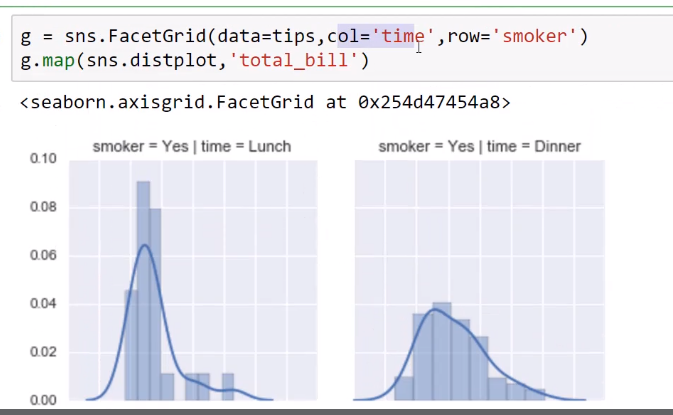 g = sns.FacetGrid(data=tips,col='time',row='smoker')
g.map(sns.distplot,'total_bill')
<seaborn.axisgrid.FacetGrid at 0x254d47454a8>
smoker = Yes | time = Lunch
smoker = Yes | time = Dinner
0.10
0.08
0.06
0.04
0.02
0.00